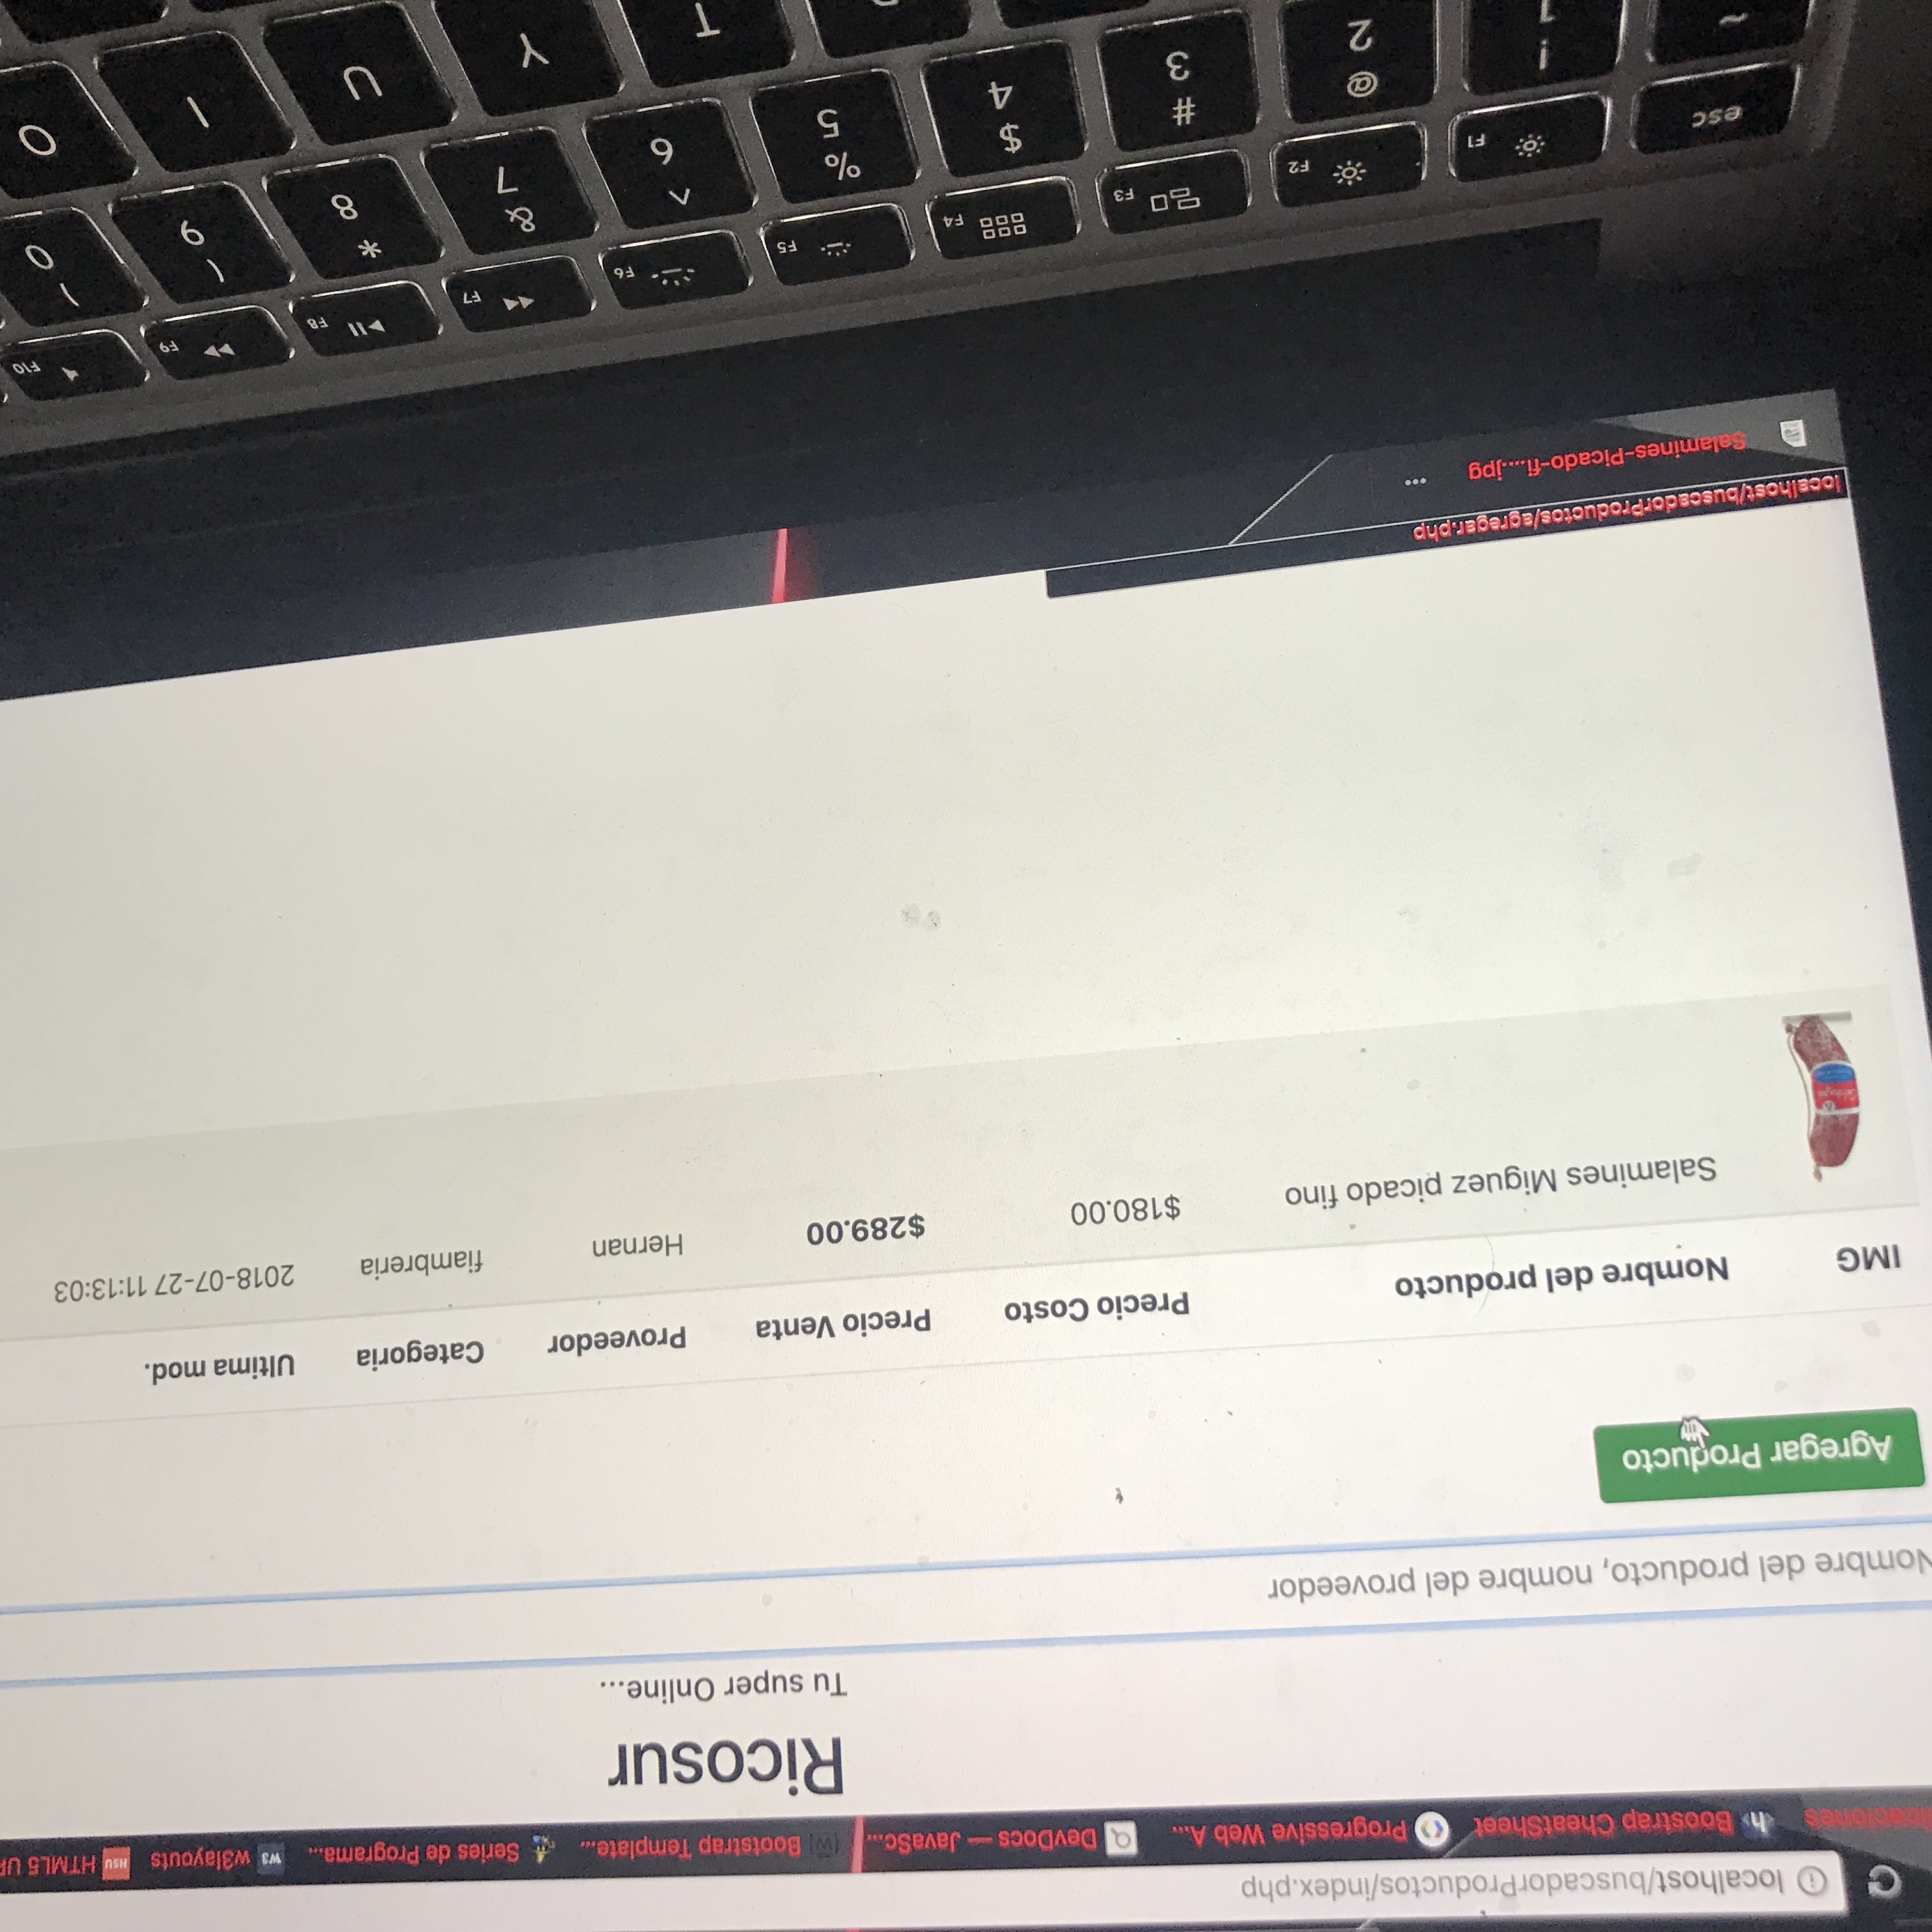 localhost/buscadorProductos/index.php
Boostrap CheatSheet
Progressive Web A...
DevDocs — JavaSc...
Bootstrap Template...
Series de Programa...
w3 w3layouts
H5U HTML5 UP
Ricosur
Tu super Online...
Nombre del producto, nombre del proveedor
Agregar Producto
IMG Nombre del producto Precio Costo Precio Venta Proveedor Categoria Ultima mod.
Salamines Miguez picado fino $180.00 $289.00 Hernan fiambreria 2018-07-27 11:13:03
localhost/buscadorProductos/agregar.php
Salamines-Picado-fi....jpg ...
esc F1 F2 F3 F4 F5 F6 F7 F8 F9 F10
~ ! @ # $ % ^ & * ( )
1 2 3 4 5 6 7 8 9 0
T Y U I O